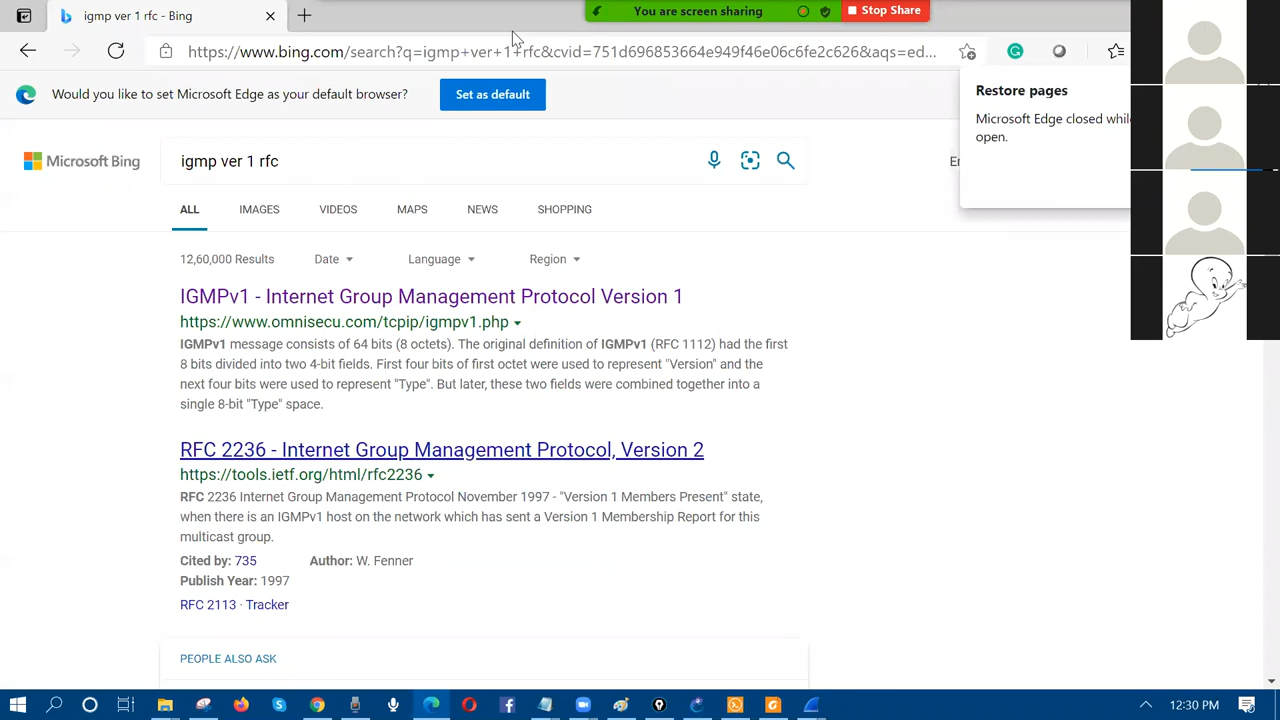 igmp ver 1 rfc - Bing
You are screen sharing
Stop Share
https://www.bing.com/search?q=igmp+ver+1+rfc&cvid=751d696853664e949f46e06c6fe2c626&aqs=ed...
Would you like to set Microsoft Edge as your default browser?
Set as default
Restore pages
Microsoft Edge closed while
open.
Microsoft Bing
igmp ver 1 rfc
ALL IMAGES VIDEOS MAPS NEWS SHOPPING
12,60,000 Results Date Language Region
IGMPv1 - Internet Group Management Protocol Version 1
https://www.omnisecu.com/tcpip/igmpv1.php
IGMPv1 message consists of 64 bits (8 octets). The original definition of IGMPv1 (RFC 1112) had the first
8 bits divided into two 4-bit fields. First four bits of first octet were used to represent "Version" and the
next four bits were used to represent "Type". But later, these two fields were combined together into a
single 8-bit "Type" space.
RFC 2236 - Internet Group Management Protocol, Version 2
https://tools.ietf.org/html/rfc2236
RFC 2236 Internet Group Management Protocol November 1997 - "Version 1 Members Present" state,
when there is an IGMPv1 host on the network which has sent a Version 1 Membership Report for this
multicast group.
Cited by: 735 Author: W. Fenner
Publish Year: 1997
RFC 2113 · Tracker
PEOPLE ALSO ASK
12:30 PM